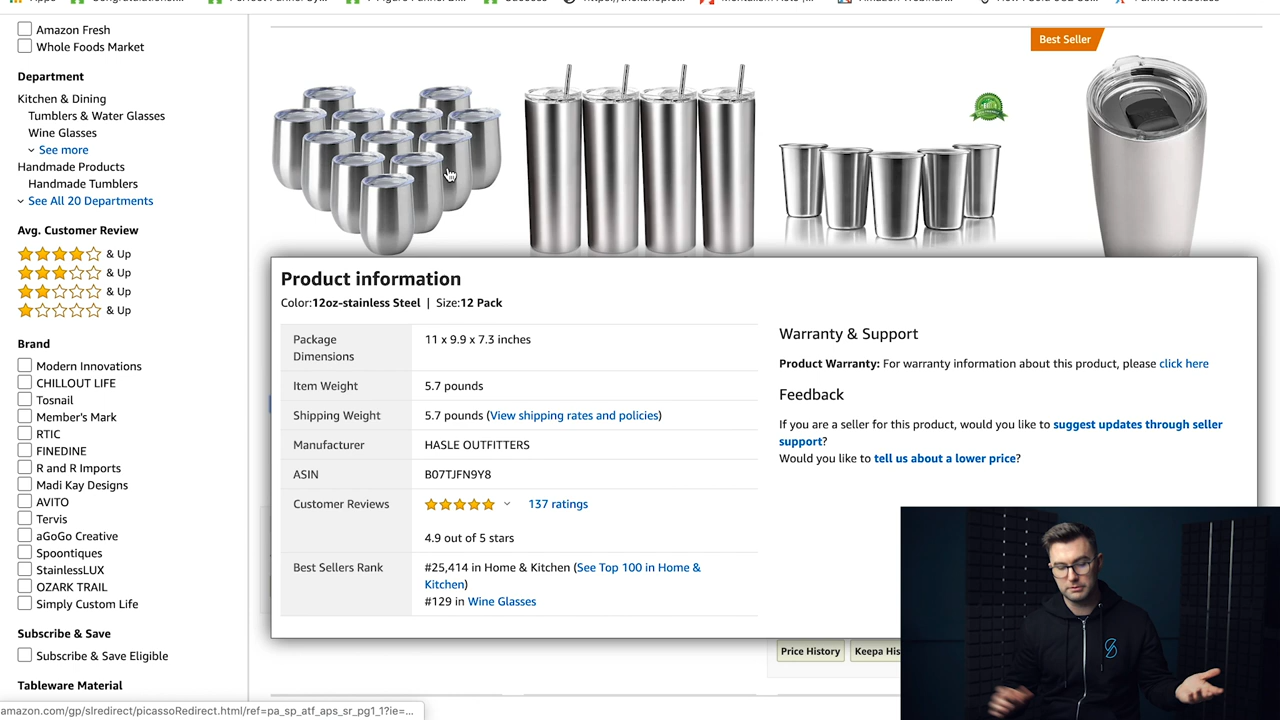 Apps
Amazon Fresh
Whole Foods Market
Department
Kitchen & Dining
Tumblers & Water Glasses
Wine Glasses
See more
Handmade Products
Handmade Tumblers
See All 20 Departments
Avg. Customer Review
& Up
& Up
& Up
& Up
Brand
Modern Innovations
CHILLOUT LIFE
Tosnail
Member's Mark
RTIC
FINEDINE
R and R Imports
Madi Kay Designs
AVITO
Tervis
aGoGo Creative
Spoontiques
StainlessLUX
OZARK TRAIL
Simply Custom Life
Subscribe & Save
Subscribe & Save Eligible
Tableware Material
Best Seller
Product information
Color:12oz-stainless Steel | Size:12 Pack
Package Dimensions
11 x 9.9 x 7.3 inches
Item Weight
5.7 pounds
Shipping Weight
5.7 pounds (View shipping rates and policies)
Manufacturer
HASLE OUTFITTERS
ASIN
B07TJFN9Y8
Customer Reviews
137 ratings
4.9 out of 5 stars
Best Sellers Rank
#25,414 in Home & Kitchen (See Top 100 in Home &
Kitchen)
#129 in Wine Glasses
Warranty & Support
Product Warranty: For warranty information about this product, please click here
Feedback
If you are a seller for this product, would you like to suggest updates through seller
support?
Would you like to tell us about a lower price?
Price History
Keepa His
amazon.com/gp/slredirect/picassoRedirect.html/ref=pa_sp_atf_aps_sr_pg1_1?ie=...